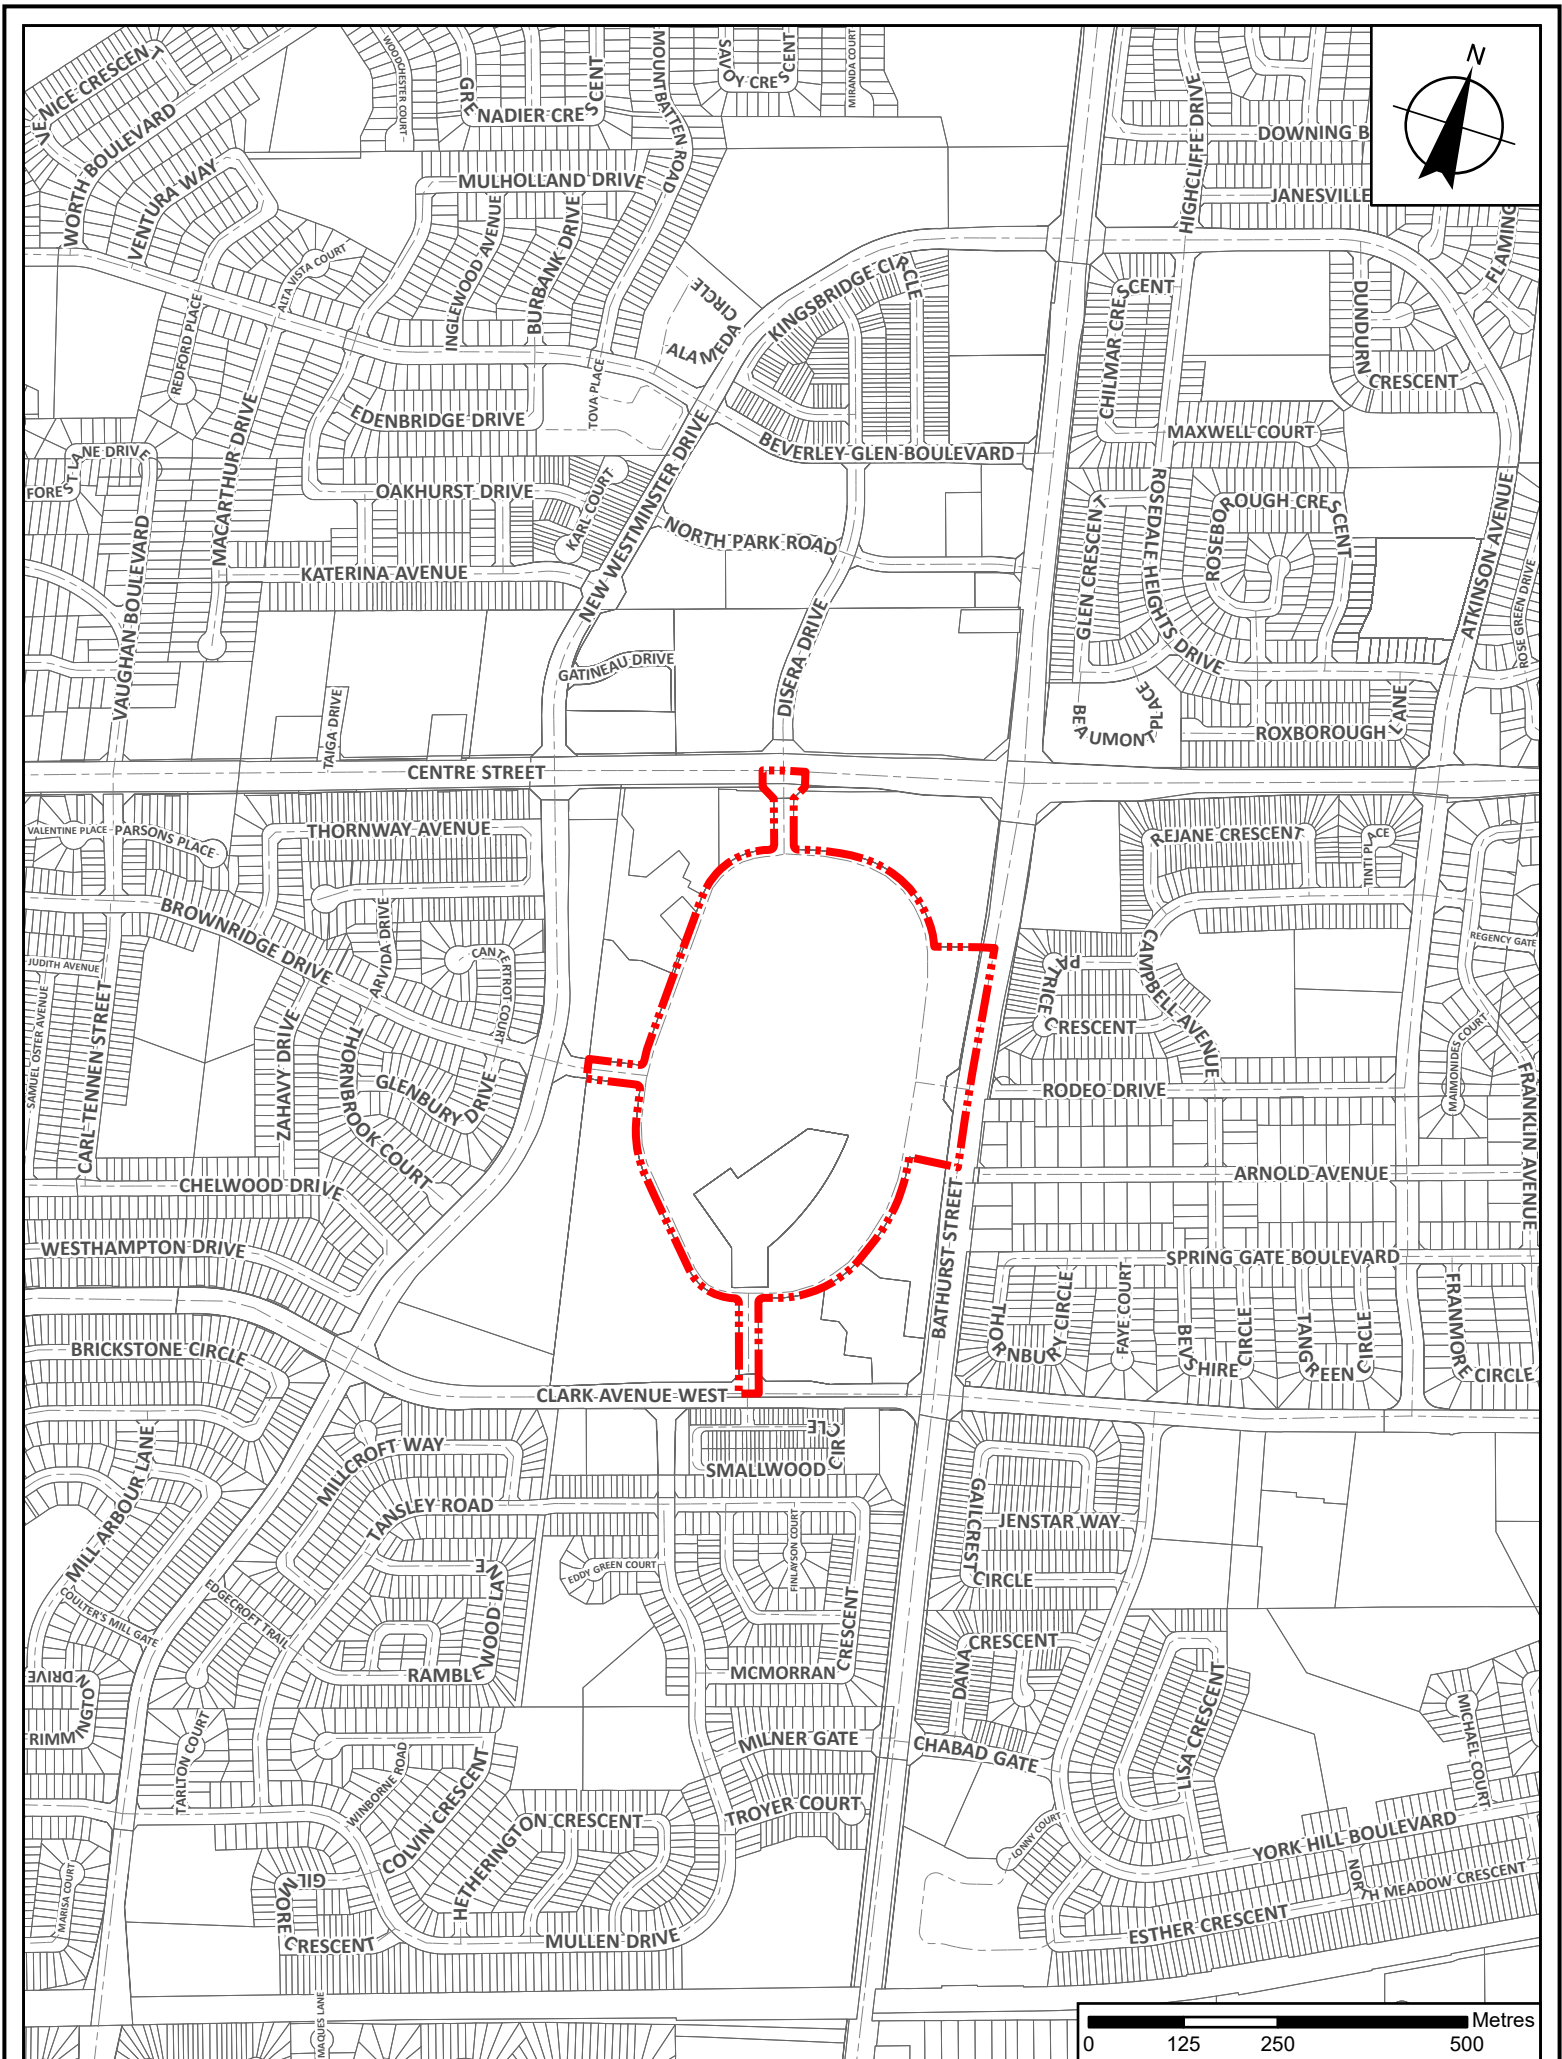 VENICE CRESCENT
WORTH BOULEVARD
VENTURA WAY
WOODCHESTER COURT
GRENADIER CRESCENT
MOUNTBATTEN ROAD
SAVOY CRESCENT
MIRANDA COURT
HIGHCLIFFE DRIVE
DOWNING B
JANESVILLE
FLAMING
N
MULHOLLAND DRIVE
INGLEWOOD AVENUE
BURBANK DRIVE
ALTA VISTA COURT
REDFORD PLACE
ALAMEDA CIRCLE
KINGSBRIDGE CIRCLE
CHILMAR CRESCENT
DUNDURN CRESCENT
TOVA PLACE
EDENBRIDGE DRIVE
MACARTHUR DRIVE
FOREST LANE DRIVE
BEVERLEY GLEN BOULEVARD
MAXWELL COURT
OAKHURST DRIVE
KARL COURT
NEW WESTMINSTER DRIVE
NORTH PARK ROAD
GLEN CRESCENT
ROSEDALE HEIGHTS DRIVE
ROSEBOROUGH CRESCENT
ATKINSON AVENUE
ROSE GREEN DRIVE
VAUGHAN BOULEVARD
KATERINA AVENUE
GATINEAU DRIVE
DISERA DRIVE
TAIGA DRIVE
BEAUMONT PLACE
ROXBOROUGH LANE
CENTRE STREET
VALENTINE PLACE
PARSONS PLACE
THORNWAY AVENUE
REJANE CRESCENT
TINTI PLACE
BROWNRIDGE DRIVE
ARVIDA DRIVE
CANTERTROT COURT
JUDITH AVENUE
SAMUEL OSTER AVENUE
CARL TENNEN STREET
ZAHAVY DRIVE
THORNBROOK COURT
GLENBURY DRIVE
PATRICE CRESCENT
CAMPBELL AVENUE
REGENCY GATE
MAIMONIDES COURT
FRANKLIN AVENUE
RODEO DRIVE
ARNOLD AVENUE
CHELWOOD DRIVE
WESTHAMPTON DRIVE
BATHURST STREET
SPRING GATE BOULEVARD
THORNBURY CIRCLE
FAYE COURT
BEVSHIRE CIRCLE
TANGREEN CIRCLE
FRANMORE CIRCLE
BRICKSTONE CIRCLE
CLARK AVENUE WEST
MILL ARBOUR LANE
MILLCROFT WAY
SMALLWOOD CIRCLE
TANSLEY ROAD
GAILCREST CIRCLE
JENSTAR WAY
EDDY GREEN COURT
FINLAYSON COURT
COULTER'S MILL GATE
EDGECROFT TRAIL
RAMBLEWOOD LANE
MCMORRAN CRESCENT
DANA CRESCENT
RIMMINGTON DRIVE
TARLTON COURT
MILNER GATE
CHABAD GATE
LISA CRESCENT
MICHAEL COURT
WINBORNE ROAD
COLVIN CRESCENT
HETHERINGTON CRESCENT
TROYER COURT
LONNY COURT
YORK HILL BOULEVARD
NORTH MEADOW CRESCENT
MARISA COURT
GILMORE CRESCENT
MULLEN DRIVE
ESTHER CRESCENT
MAQUES LANE
Metres
0 125 250 500